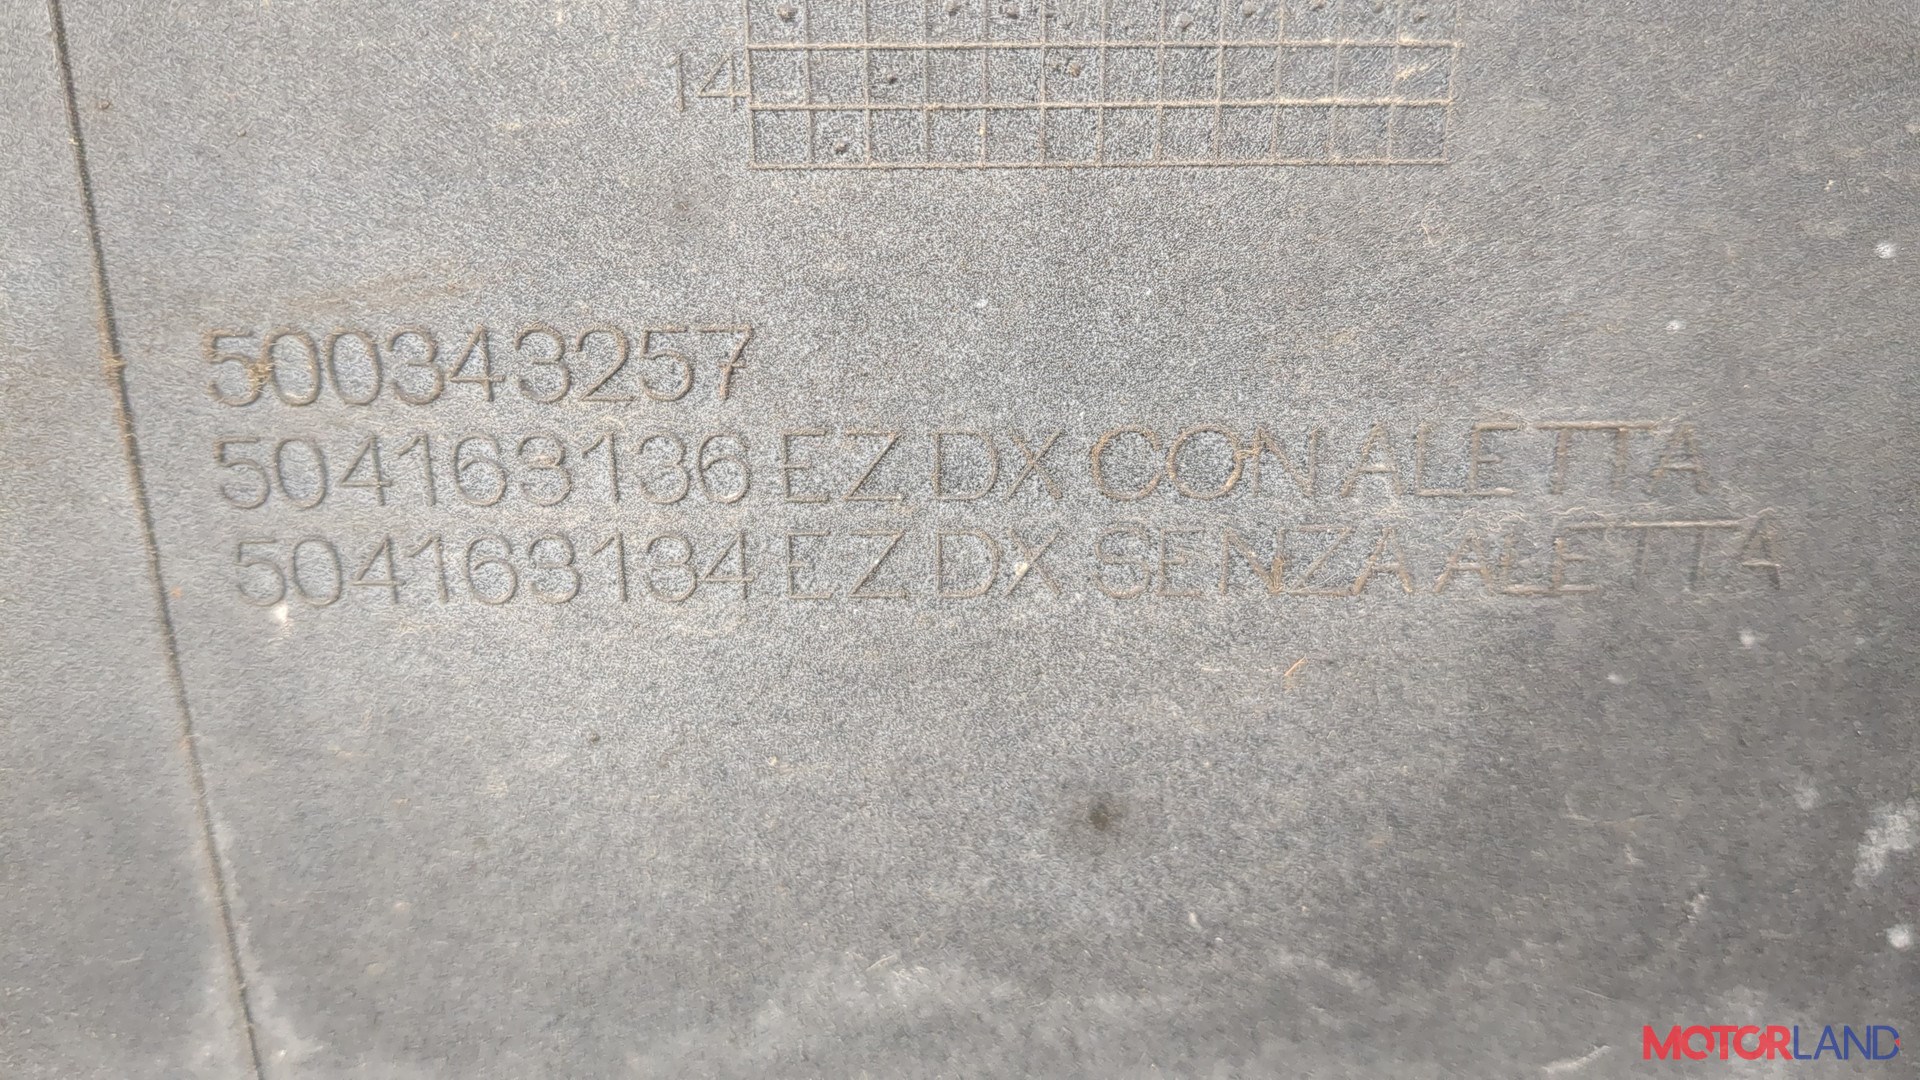 14
500343257
504163136 EZ DX CON ALETTA
504163134 EZ DX SENZA ALETTA
MOTORLAND